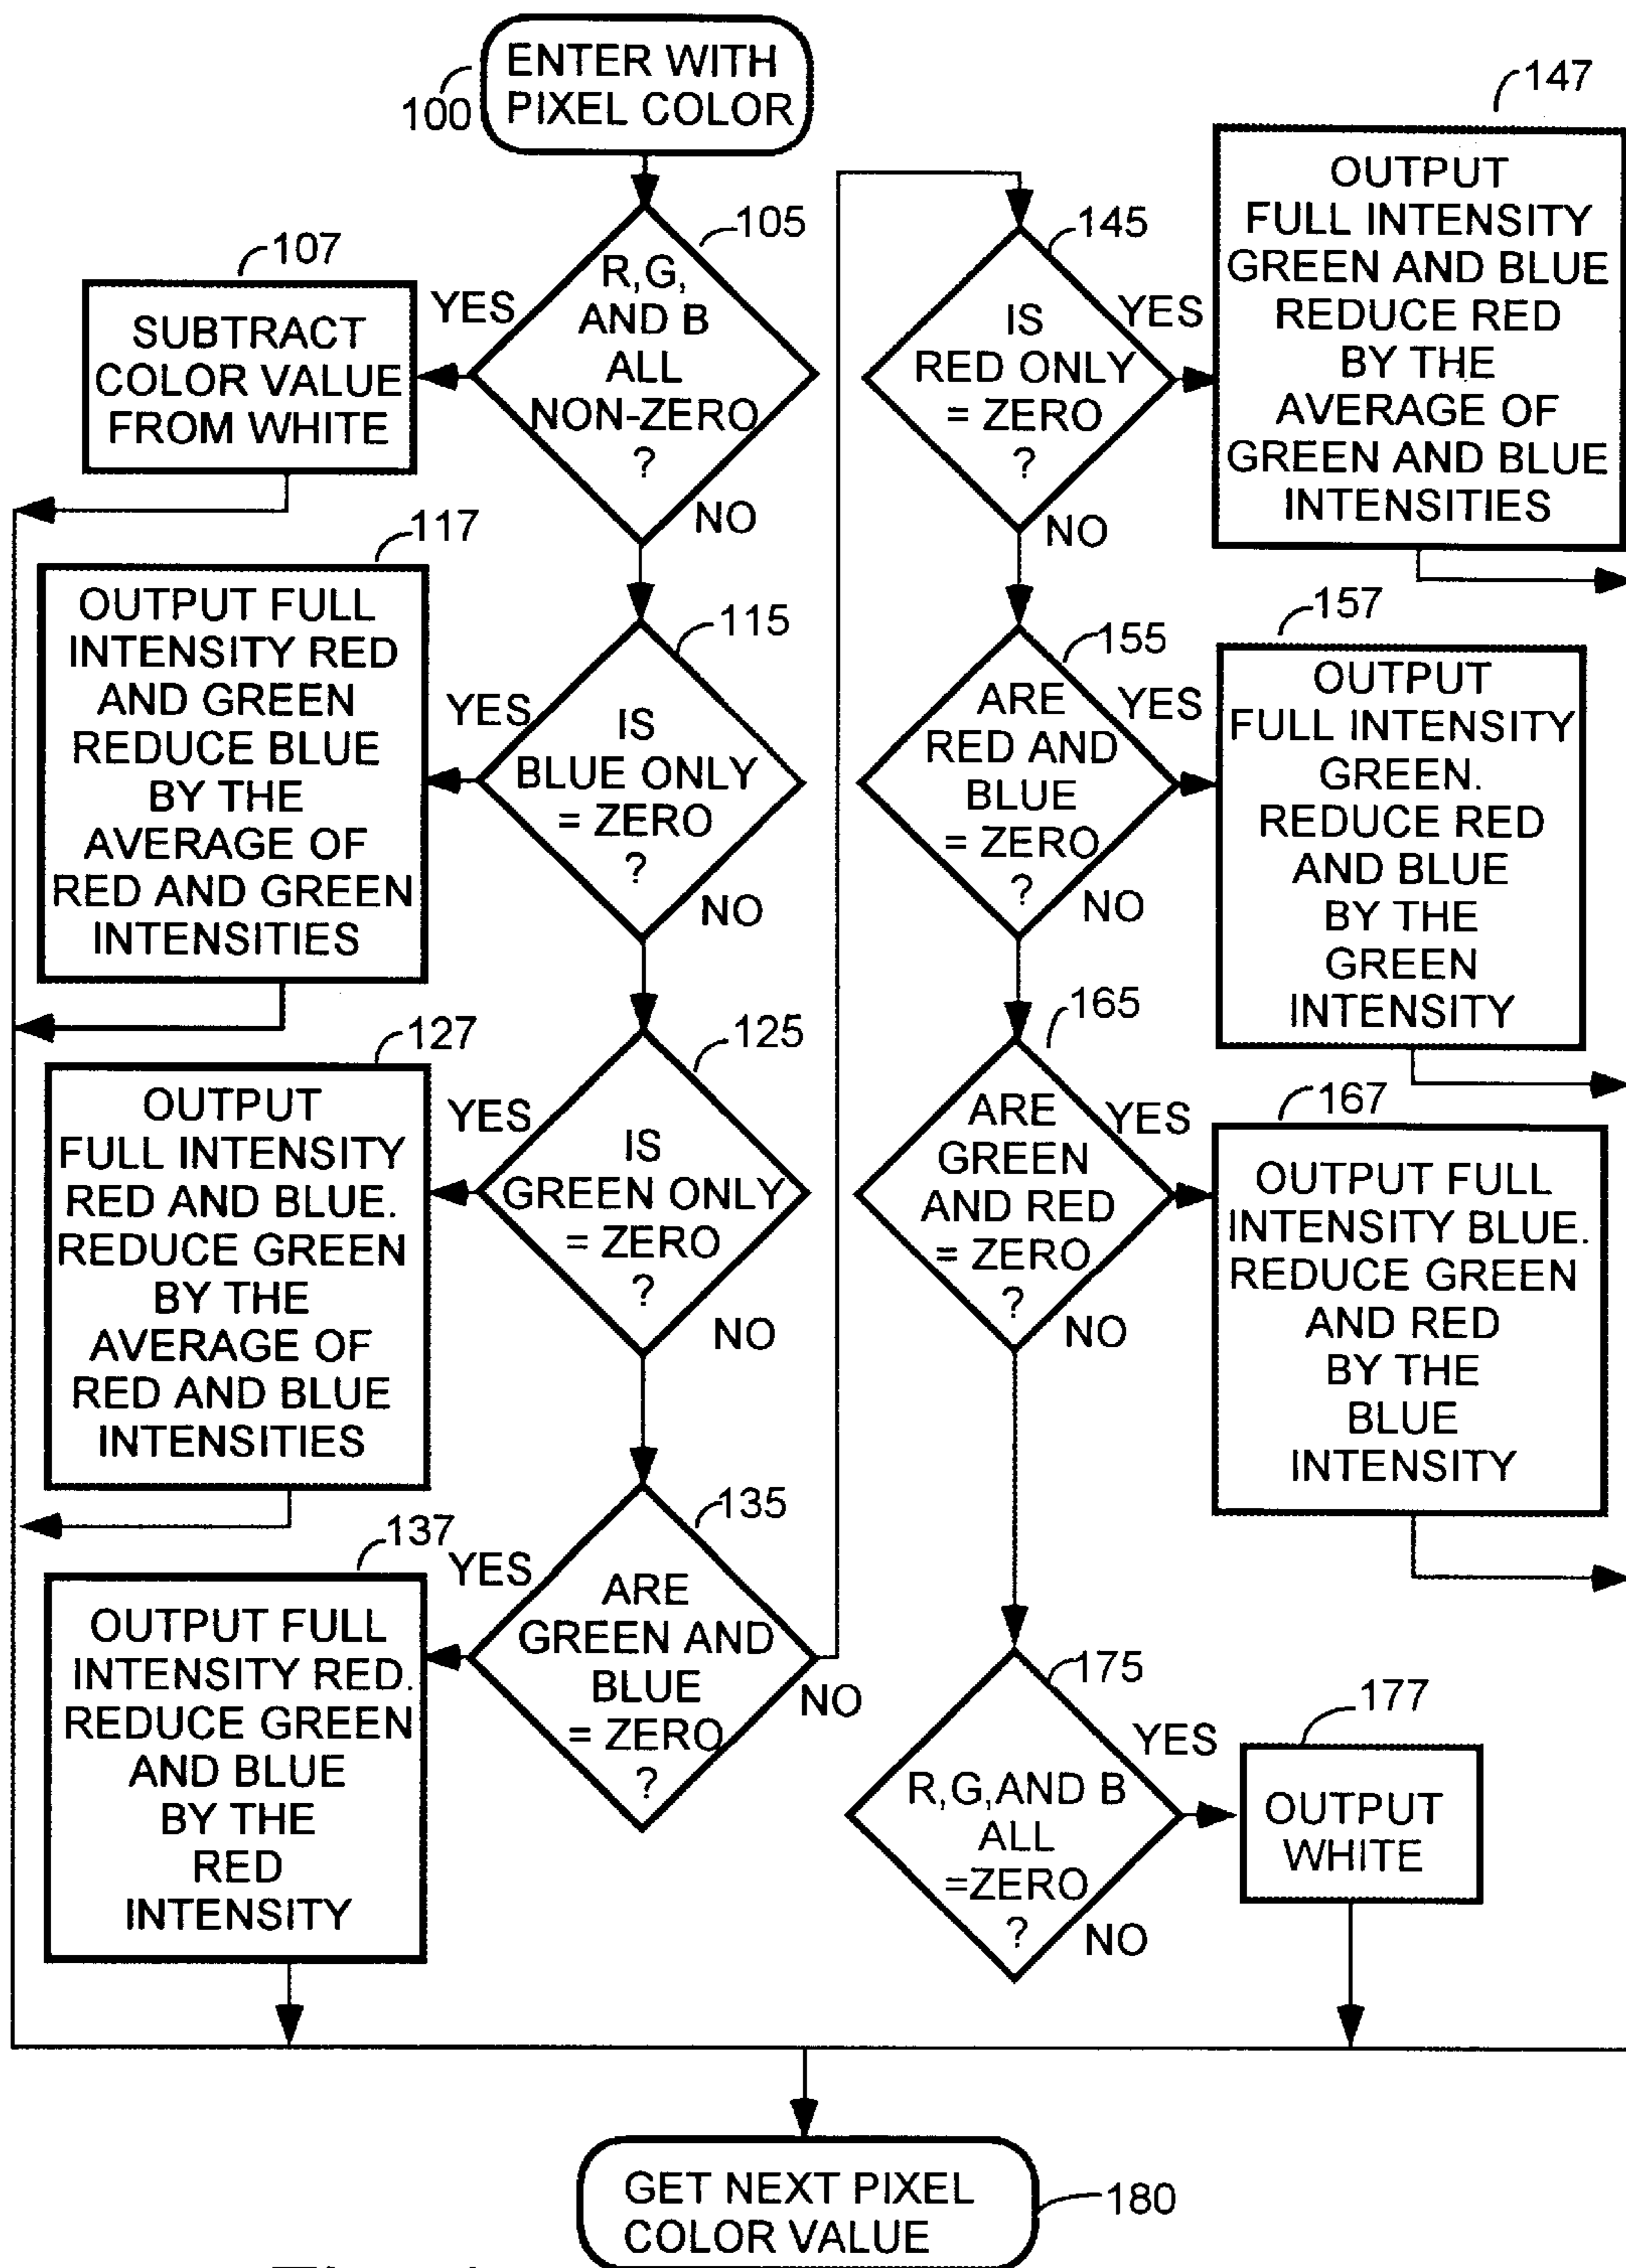 ENTER WITH
PIXEL COLOR
100
105
R,G,
AND B
ALL
NON-ZERO
?
YES
NO
107
SUBTRACT
COLOR VALUE
FROM WHITE
115
IS
BLUE ONLY
= ZERO
?
YES
NO
117
OUTPUT FULL
INTENSITY RED
AND GREEN
REDUCE BLUE
BY THE
AVERAGE OF
RED AND GREEN
INTENSITIES
125
IS
GREEN ONLY
= ZERO
?
YES
NO
127
OUTPUT
FULL INTENSITY
RED AND BLUE.
REDUCE GREEN
BY THE
AVERAGE OF
RED AND BLUE
INTENSITIES
135
ARE
GREEN AND
BLUE
= ZERO
?
YES
NO
137
OUTPUT FULL
INTENSITY RED.
REDUCE GREEN
AND BLUE
BY THE
RED
INTENSITY
145
IS
RED ONLY
= ZERO
?
YES
NO
147
OUTPUT
FULL INTENSITY
GREEN AND BLUE
REDUCE RED
BY THE
AVERAGE OF
GREEN AND BLUE
INTENSITIES
155
ARE
RED AND
BLUE
= ZERO
?
YES
NO
157
OUTPUT
FULL INTENSITY
GREEN.
REDUCE RED
AND BLUE
BY THE
GREEN
INTENSITY
165
ARE
GREEN
AND RED
= ZERO
?
YES
NO
167
OUTPUT FULL
INTENSITY BLUE.
REDUCE GREEN
AND RED
BY THE
BLUE
INTENSITY
175
R,G,AND B
ALL
=ZERO
?
YES
NO
177
OUTPUT
WHITE
GET NEXT PIXEL
COLOR VALUE
180